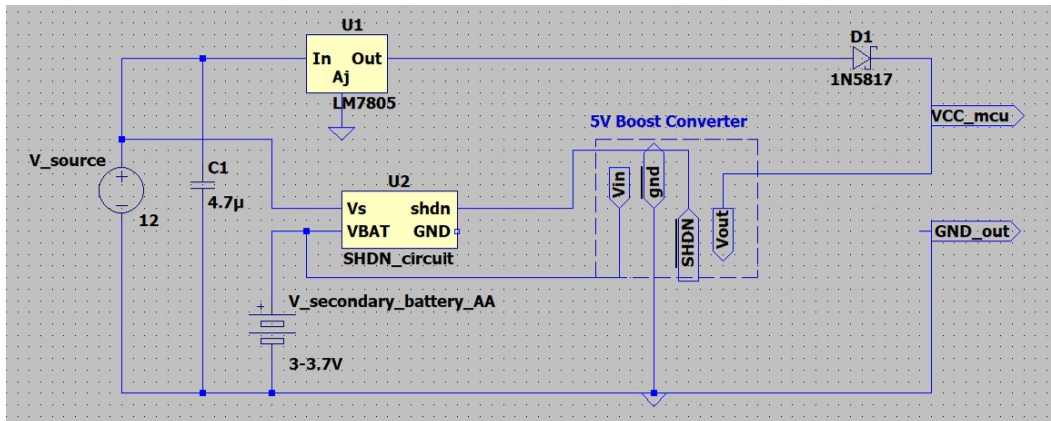 U1
In Out
Aj
LM7805
D1
1N5817
VCC_mcu
5V Boost Converter
V_source
+
-
12
C1
4.7µ
U2
Vs shdn
VBAT GND
SHDN_circuit
Vin
gnd
SHDN
Vout
GND_out
+
V_secondary_battery_AA
3-3.7V